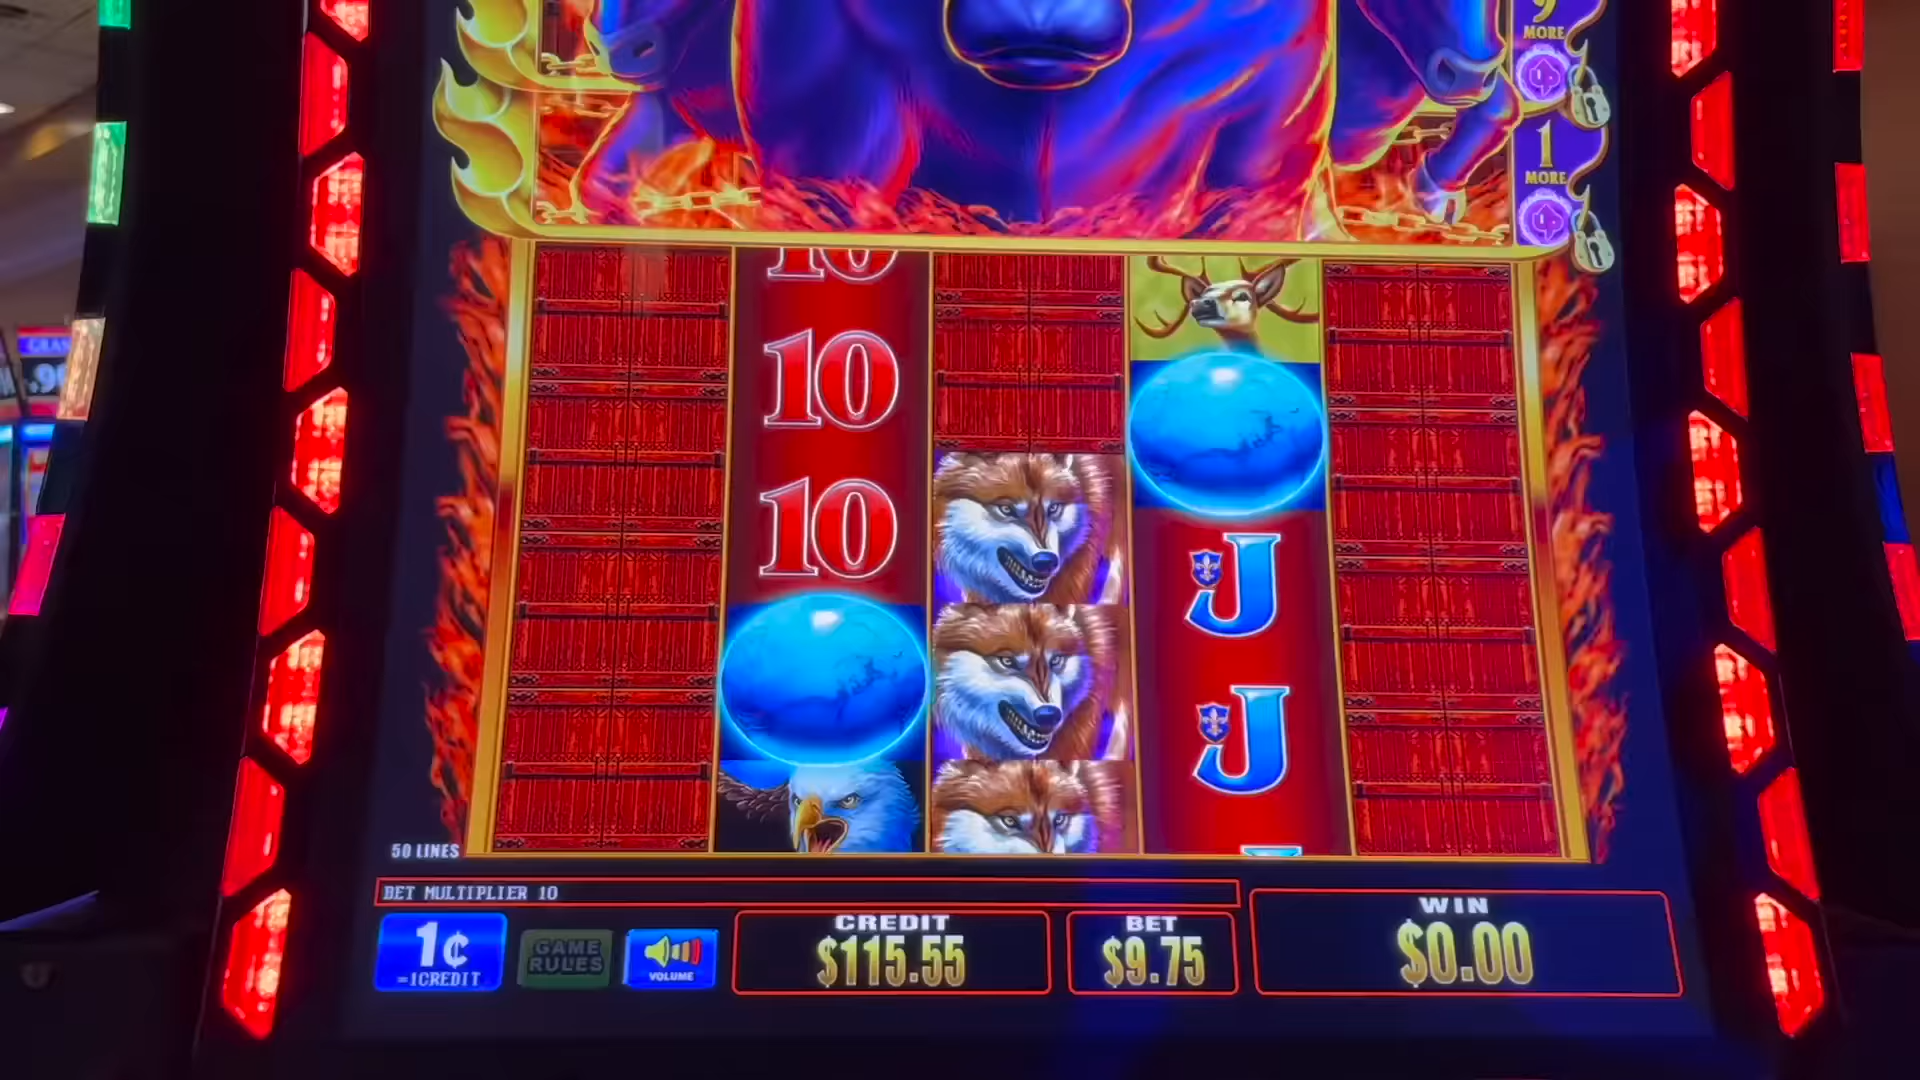 9
MORE
1
MORE
10
10
10
J
J
50 LINES
BET MULTIPLIER 10
1¢
=1CREDIT
GAME
RULES
VOLUME
CREDIT
$115.55
BET
$9.75
WIN
$0.00